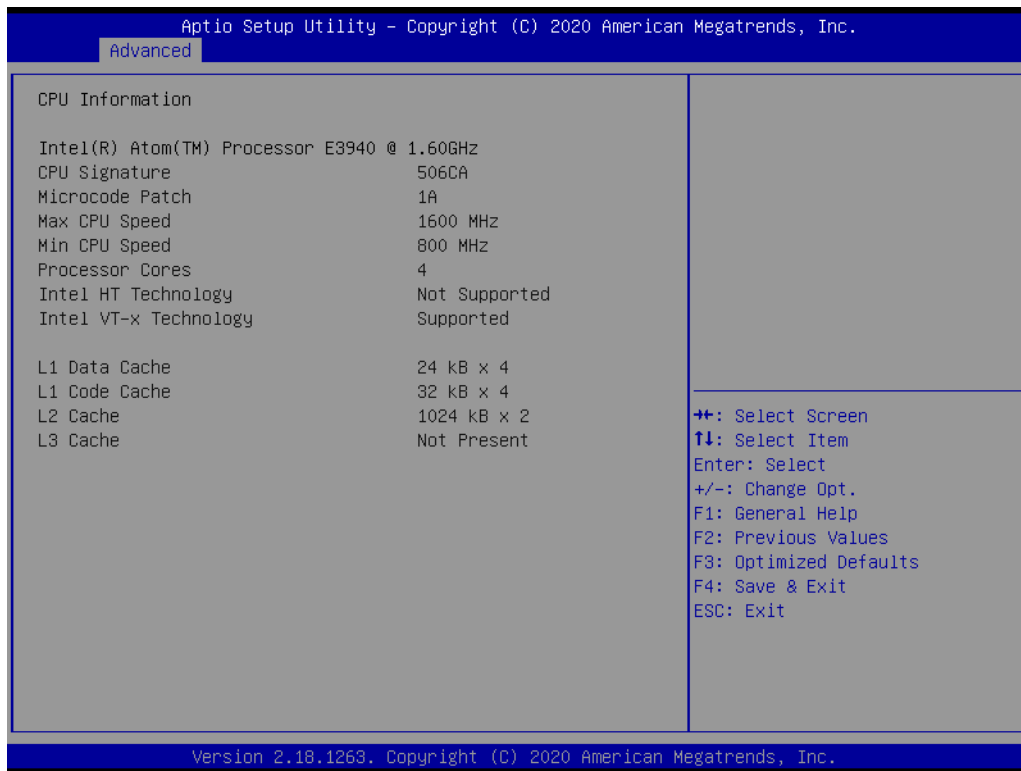 Aptio Setup Utility – Copyright (C) 2020 American Megatrends, Inc.
Advanced
CPU Information
Intel(R) Atom(TM) Processor E3940 @ 1.60GHz
CPU Signature 506CA
Microcode Patch 1A
Max CPU Speed 1600 MHz
Min CPU Speed 800 MHz
Processor Cores 4
Intel HT Technology Not Supported
Intel VT-x Technology Supported
L1 Data Cache 24 kB x 4
L1 Code Cache 32 kB x 4
L2 Cache 1024 kB x 2
L3 Cache Not Present
→←: Select Screen
↑↓: Select Item
Enter: Select
+/-: Change Opt.
F1: General Help
F2: Previous Values
F3: Optimized Defaults
F4: Save & Exit
ESC: Exit
Version 2.18.1263. Copyright (C) 2020 American Megatrends, Inc.